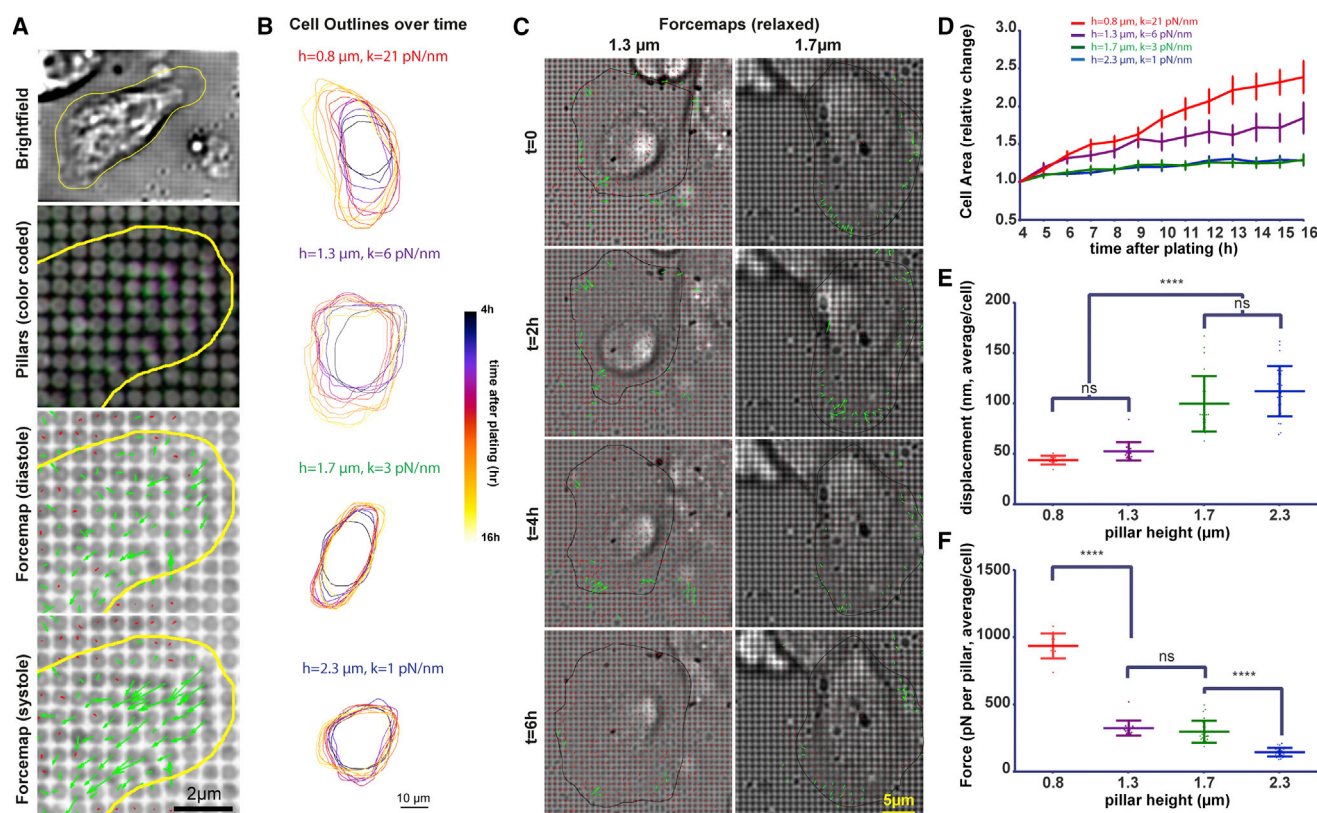 A
Brightfield
Pillars (color coded)
Forcemap (diastole)
Forcemap (systole)
2µm
B
Cell Outlines over time
h=0.8 µm, k=21 pN/nm
h=1.3 µm, k=6 pN/nm
h=1.7 µm, k=3 pN/nm
h=2.3 µm, k=1 pN/nm
4h
time after plating (hr)
16h
10 µm
C
Forcemaps (relaxed)
1.3 µm
1.7µm
t=0
t=2h
t=4h
t=6h
5µm
D
h=0.8 µm, k=21 pN/nm
h=1.3 µm, k=6 pN/nm
h=1.7 µm, k=3 pN/nm
h=2.3 µm, k=1 pN/nm
Cell Area (relative change)
3.0
2.5
2.0
1.5
1.0
0.5
4 5 6 7 8 9 10 11 12 13 14 15 16
time after plating (h)
E
displacement (nm, average/cell)
200
150
100
50
0
****
ns
ns
0.8 1.3 1.7 2.3
pillar height (µm)
F
Force (pN per pillar, average/cell)
1500
1000
500
0
****
ns
****
0.8 1.3 1.7 2.3
pillar height (µm)